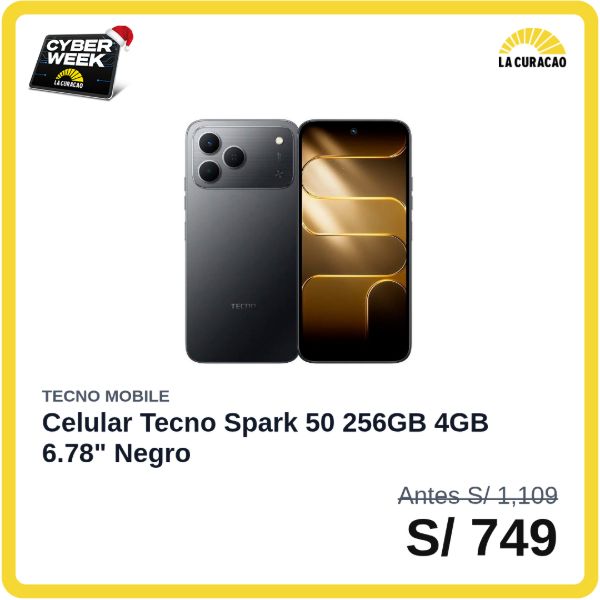 CYBER
WEEK
LA CURACAO
LA CURACAO
TECNO
TECNO MOBILE
Celular Tecno Spark 50 256GB 4GB
6.78" Negro
Antes S/ 1,109
S/ 749